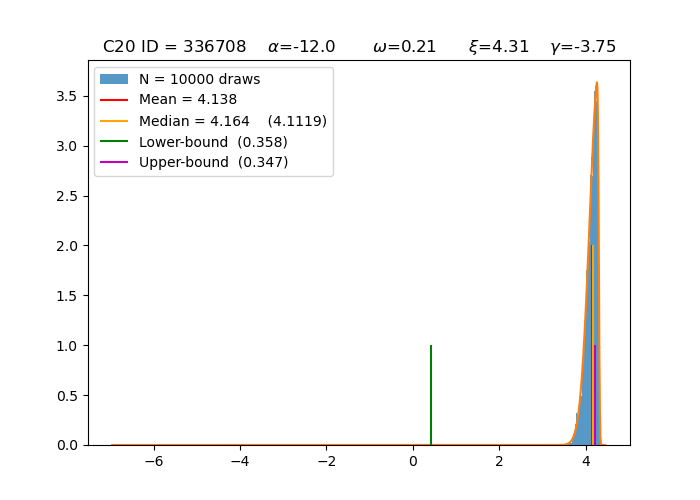 C20 ID = 336708 α=-12.0 ω=0.21 ξ=4.31 γ=-3.75
N = 10000 draws
Mean = 4.138
Median = 4.164 (4.1119)
Lower-bound (0.358)
Upper-bound (0.347)
3.5
3.0
2.5
2.0
1.5
1.0
0.5
0.0
−6 −4 −2 0 2 4